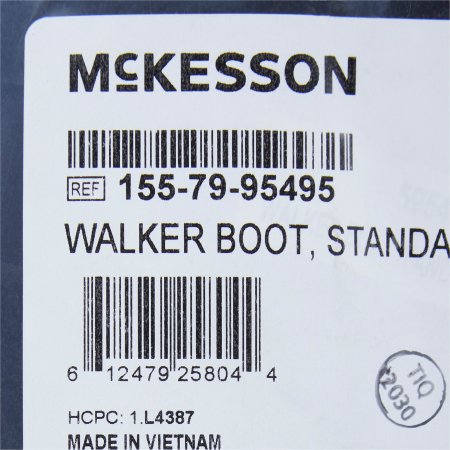 McKESSON
REF 155-79-95495
WALKER BOOT, STANDA
6 12479 25804 4
TIQ
2030
HCPC: 1.L4387
MADE IN VIETNAM